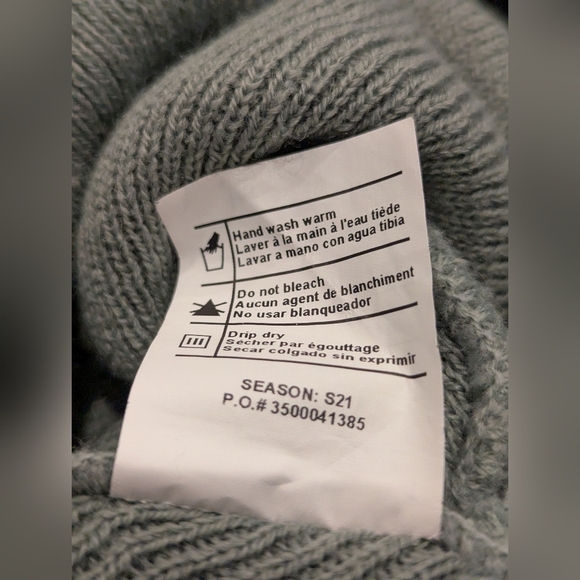 Hand wash warm
Laver à la main à l'eau tiède
Lavar a mano con agua tibia
Do not bleach
Aucun agent de blanchiment
No usar blanqueador
Drip dry
Sécher par égouttage
Secar colgado sin exprimir
SEASON: S21
P.O.# 3500041385